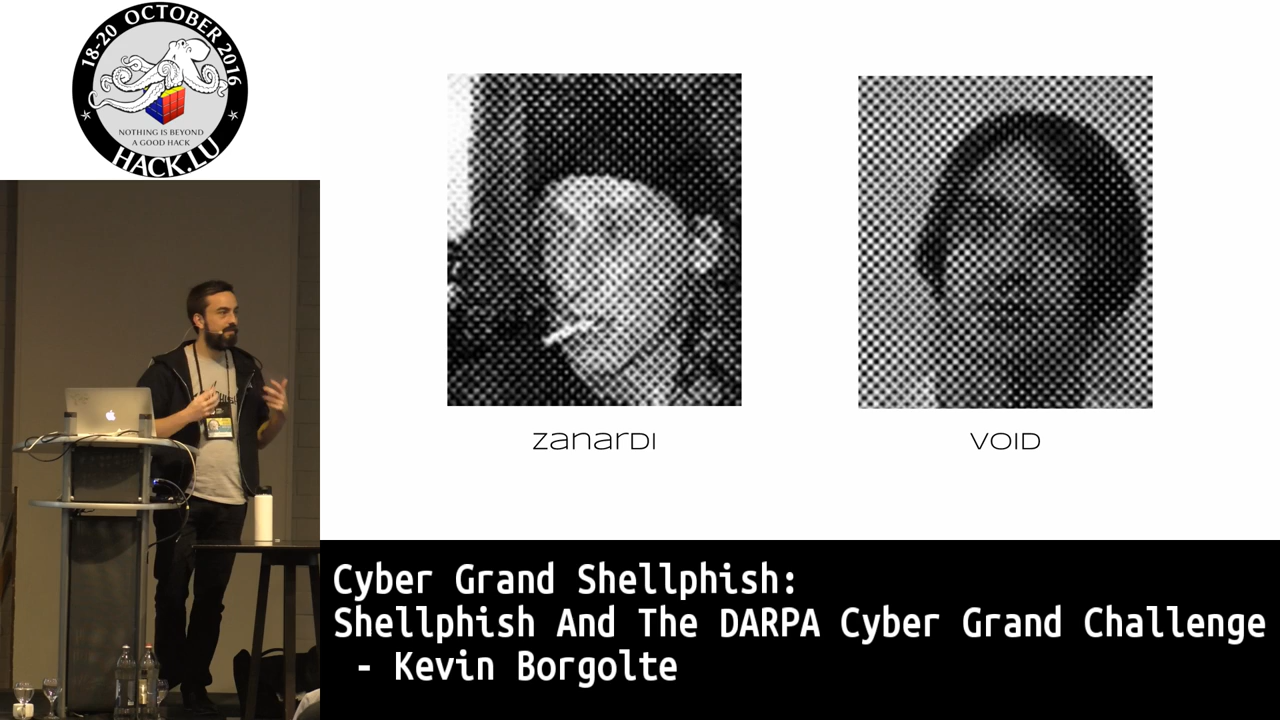 18-20 OCTOBER 2016
NOTHING IS BEYOND
A GOOD HACK
HACK.LU
zanardi
void
Cyber Grand Shellphish:
Shellphish And The DARPA Cyber Grand Challenge
- Kevin Borgolte